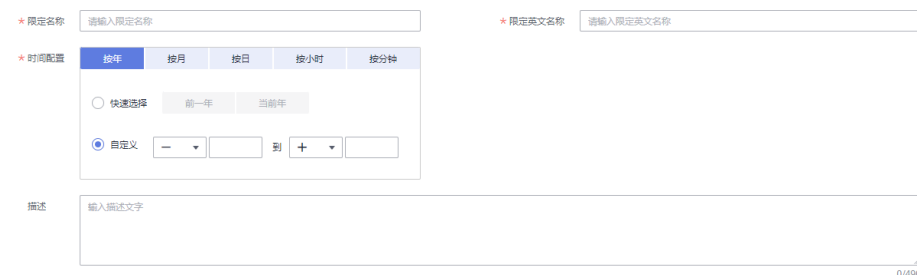 * 限定名称 请输入限定名称 * 限定英文名称 请输入限定英文名称
* 时间配置 按年 按月 按日 按小时 按分钟
快速选择 前一年 当前年
自定义 − 到 +
描述 输入描述文字